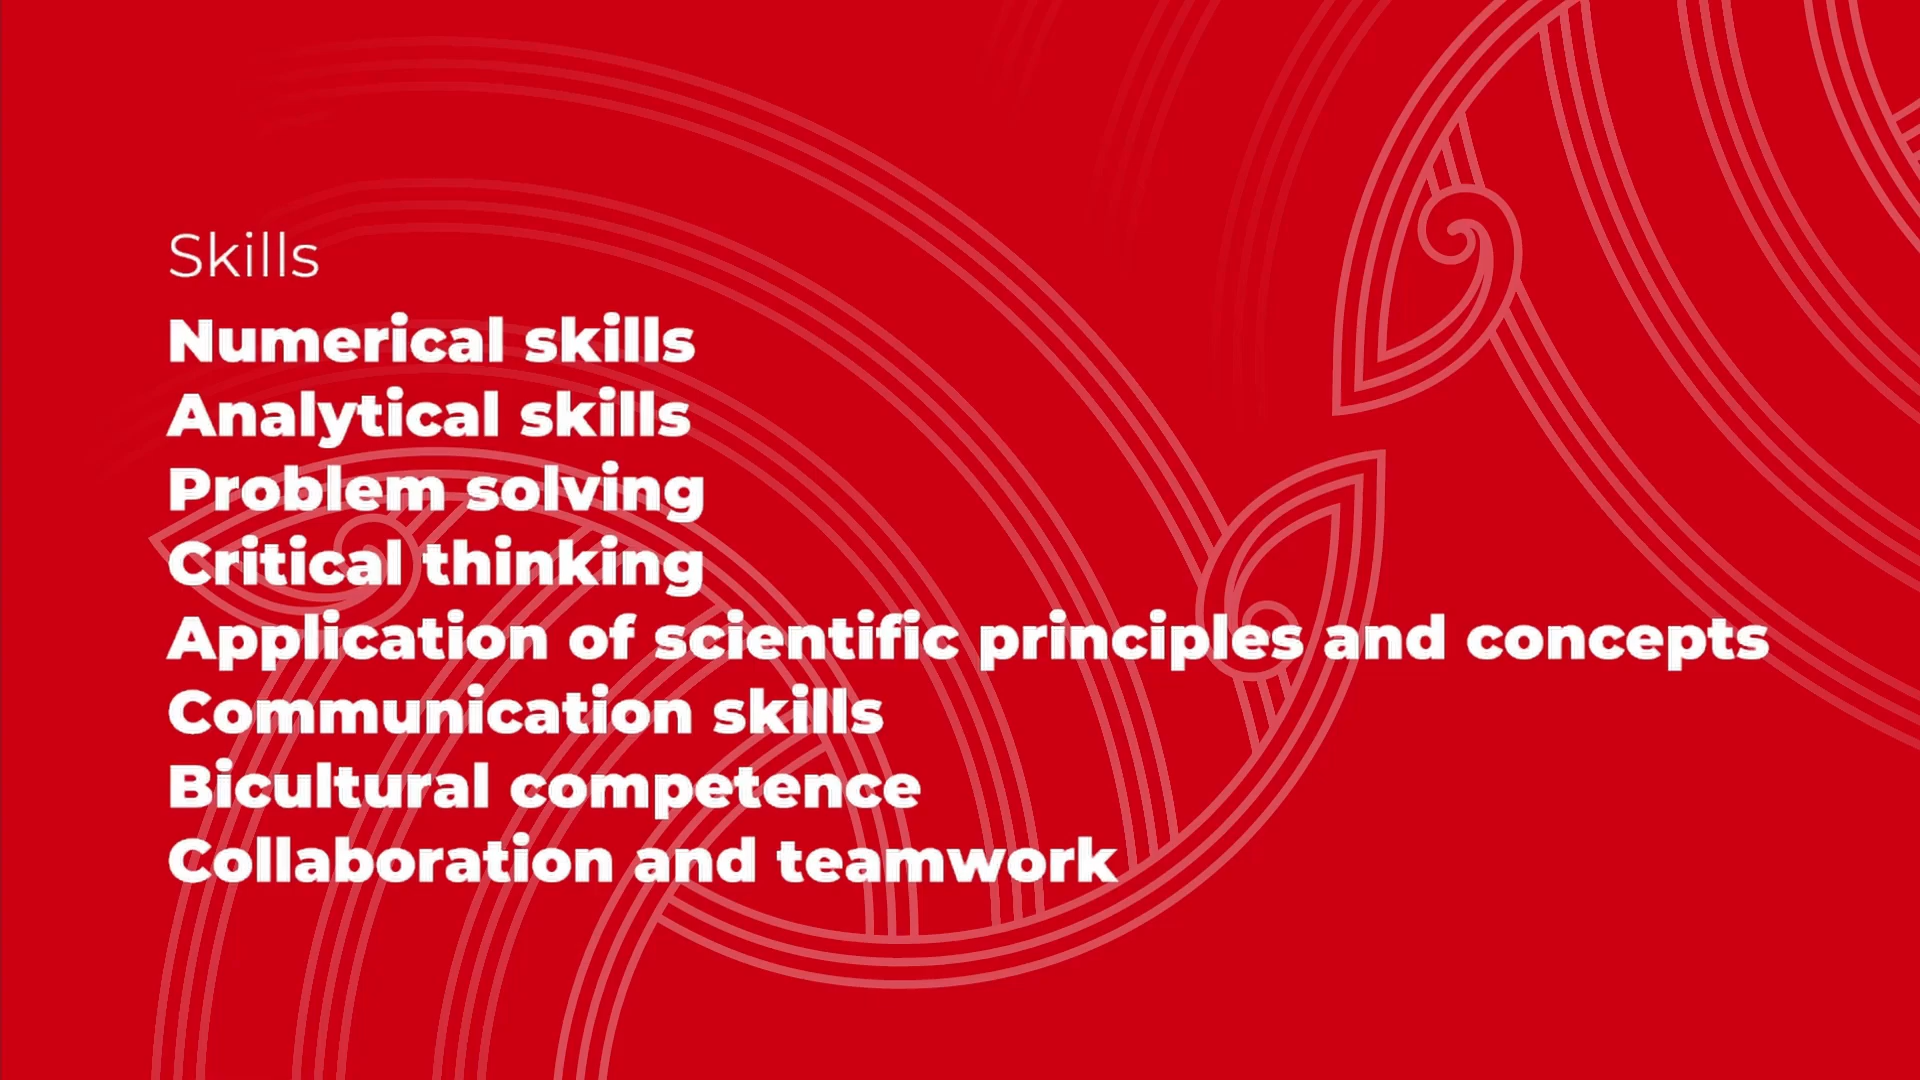 Skills
Numerical skills
Analytical skills
Problem solving
Critical thinking
Application of scientific principles and concepts
Communication skills
Bicultural competence
Collaboration and teamwork